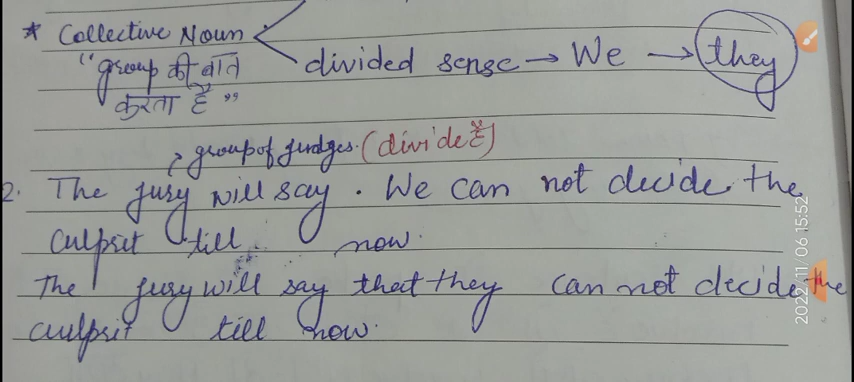 * Collective Noun
"group की बात
करता है"
divided sense → We → they
group of judges. (divide है)
2. The jury will say. We can not decide the
culprit till now.
The jury will say that they can not decide the
culprit till now.
2022/11/06 15:52